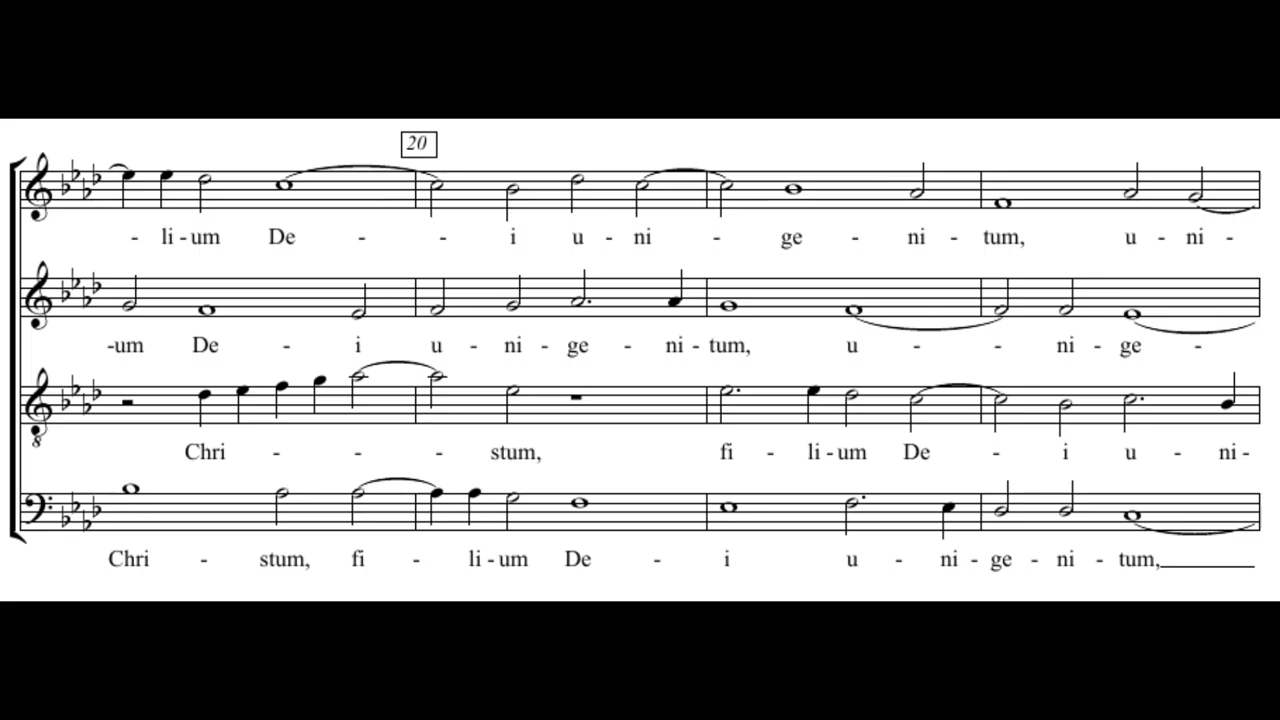 20
- li - um De - - i u - ni - ge - ni - tum, u - ni -
-um De - i u - ni - ge - ni - tum, u - - ni - ge -
8
Chri - - - stum, fi - li - um De - i u - ni -
Chri - stum, fi - li - um De - i u - ni - ge - ni - tum,